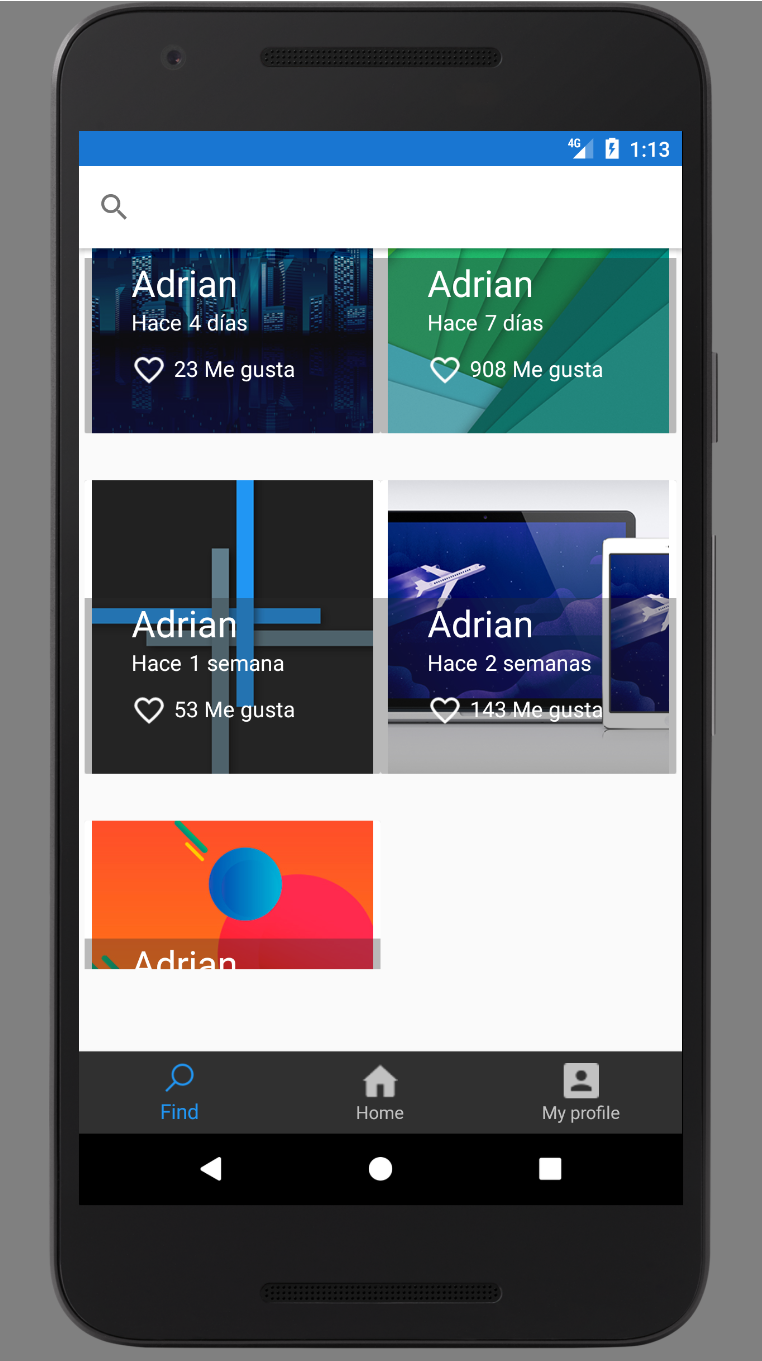 4G 1:13
Adrian
Hace 4 días
23 Me gusta
Adrian
Hace 7 días
908 Me gusta
Adrian
Hace 1 semana
53 Me gusta
Adrian
Hace 2 semanas
143 Me gusta
Adrian
Find
Home
My profile